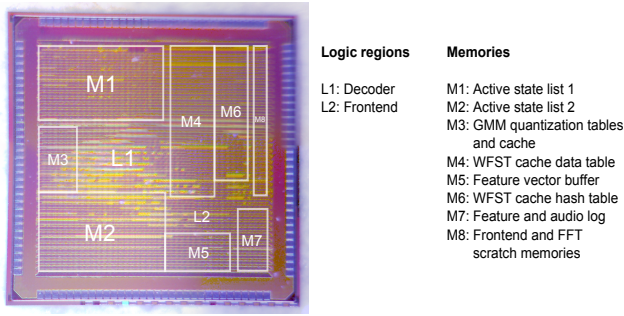 M1
M4
M6
M8
M3
L1
M2
L2
M5
M7
Logic regions
L1: Decoder
L2: Frontend
Memories
M1: Active state list 1
M2: Active state list 2
M3: GMM quantization tables
and cache
M4: WFST cache data table
M5: Feature vector buffer
M6: WFST cache hash table
M7: Feature and audio log
M8: Frontend and FFT
scratch memories